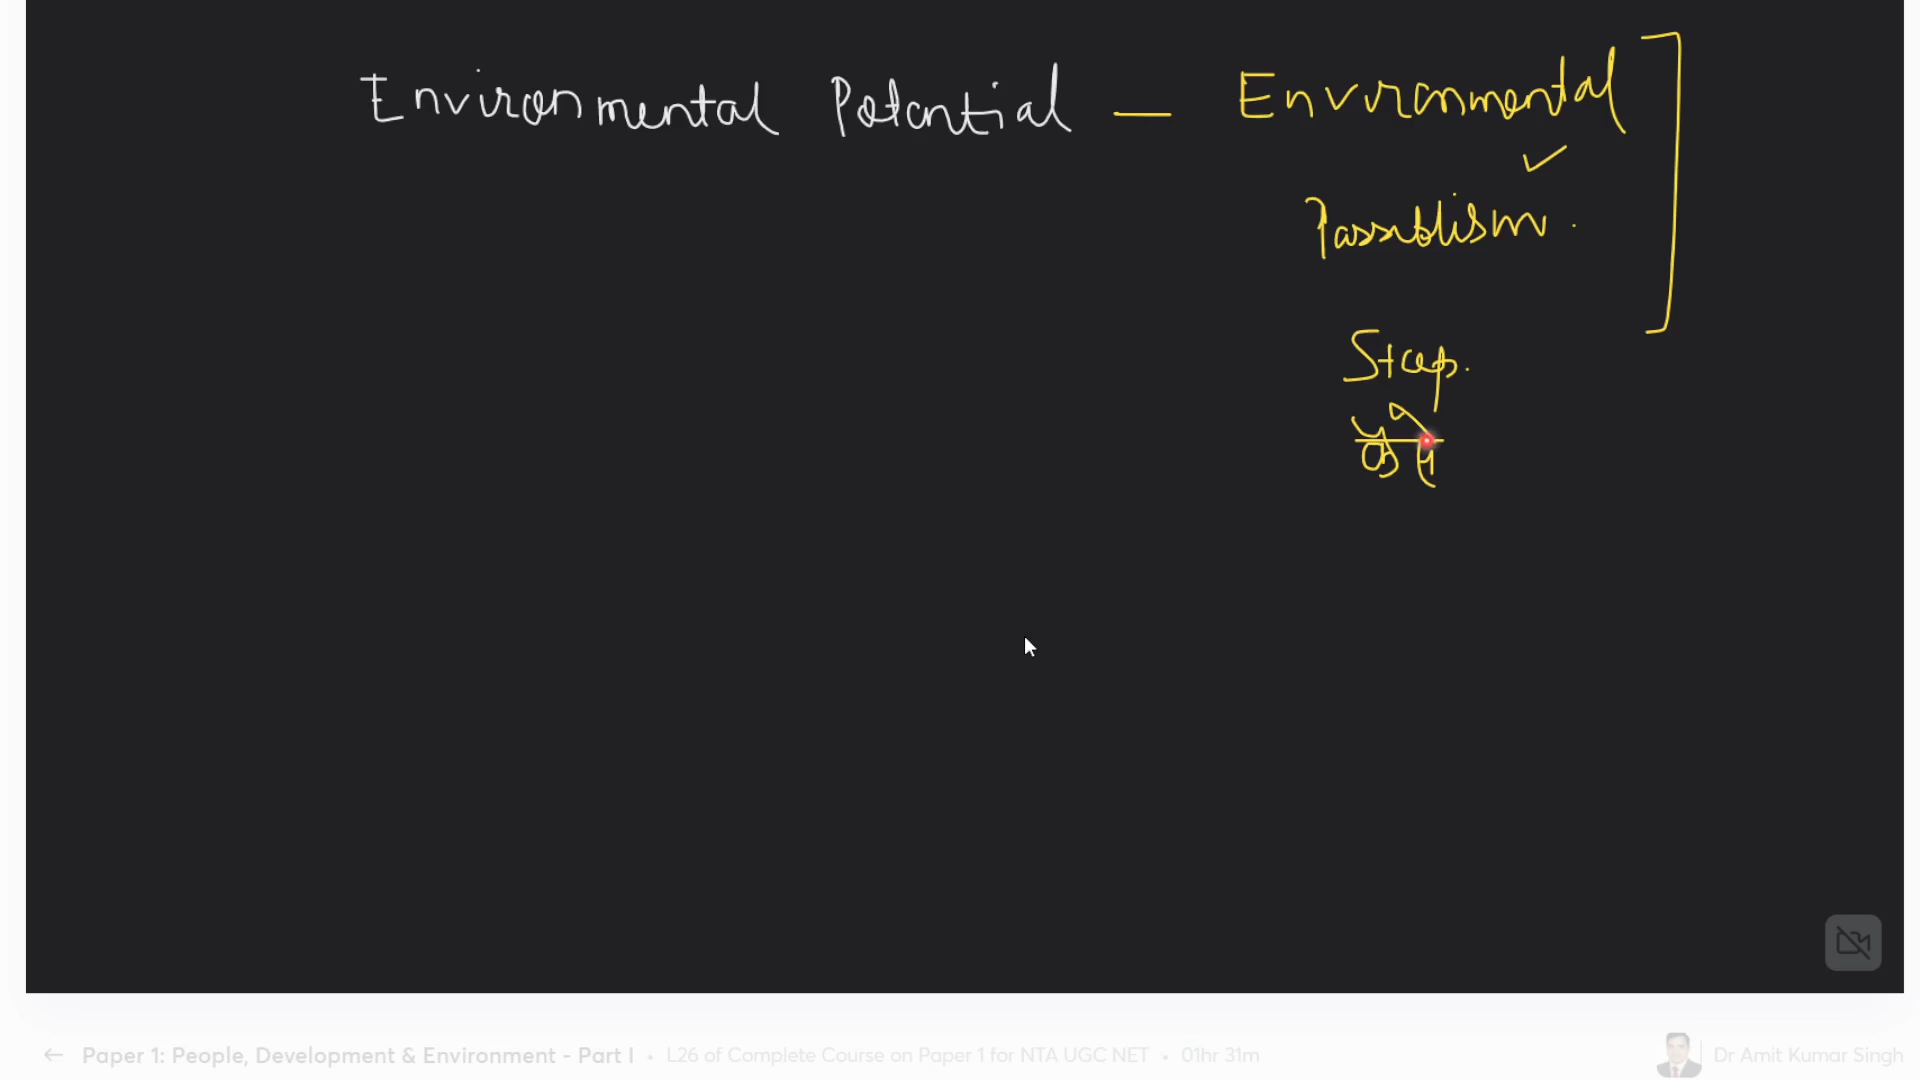 Environmental Potential — Environmental
Possiblism.
Stop.
← Paper 1: People, Development & Environment - Part I • L26 of Complete Course on Paper 1 for NTA UGC NET • 01hr 31m
Dr Amit Kumar Singh